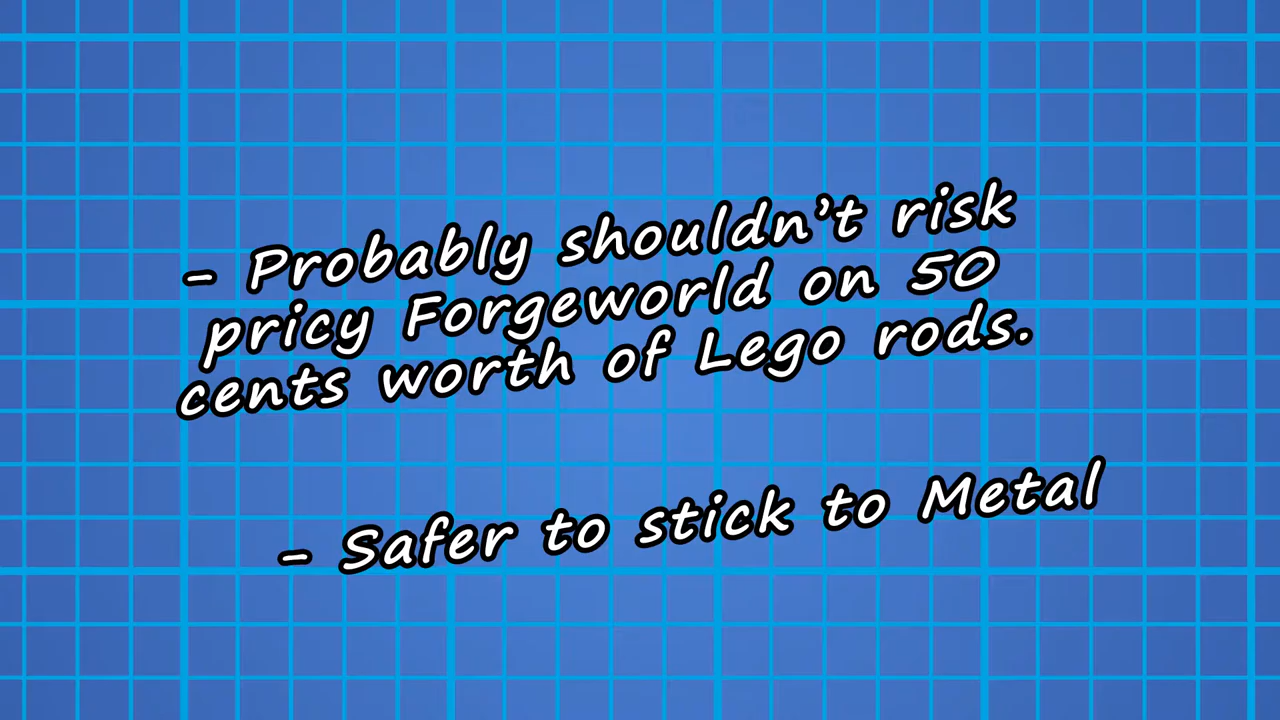 - Probably shouldn’t risk
pricy Forgeworld on 50
cents worth of Lego rods.
- Safer to stick to Metal